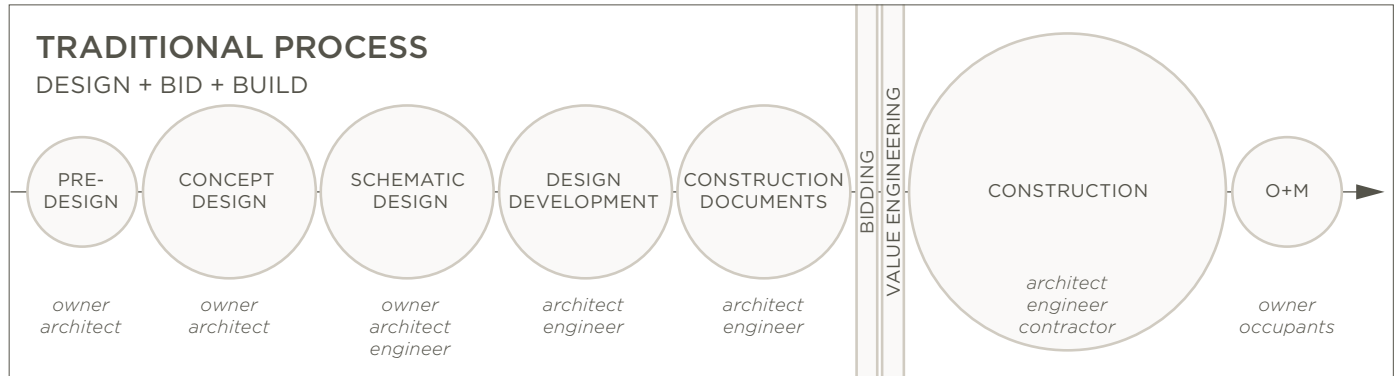 TRADITIONAL PROCESS
DESIGN + BID + BUILD
PRE-
DESIGN
CONCEPT
DESIGN
SCHEMATIC
DESIGN
DESIGN
DEVELOPMENT
CONSTRUCTION
DOCUMENTS
BIDDING
VALUE ENGINEERING
CONSTRUCTION
O+M
owner
architect
owner
architect
owner
architect
engineer
architect
engineer
architect
engineer
architect
engineer
contractor
owner
occupants